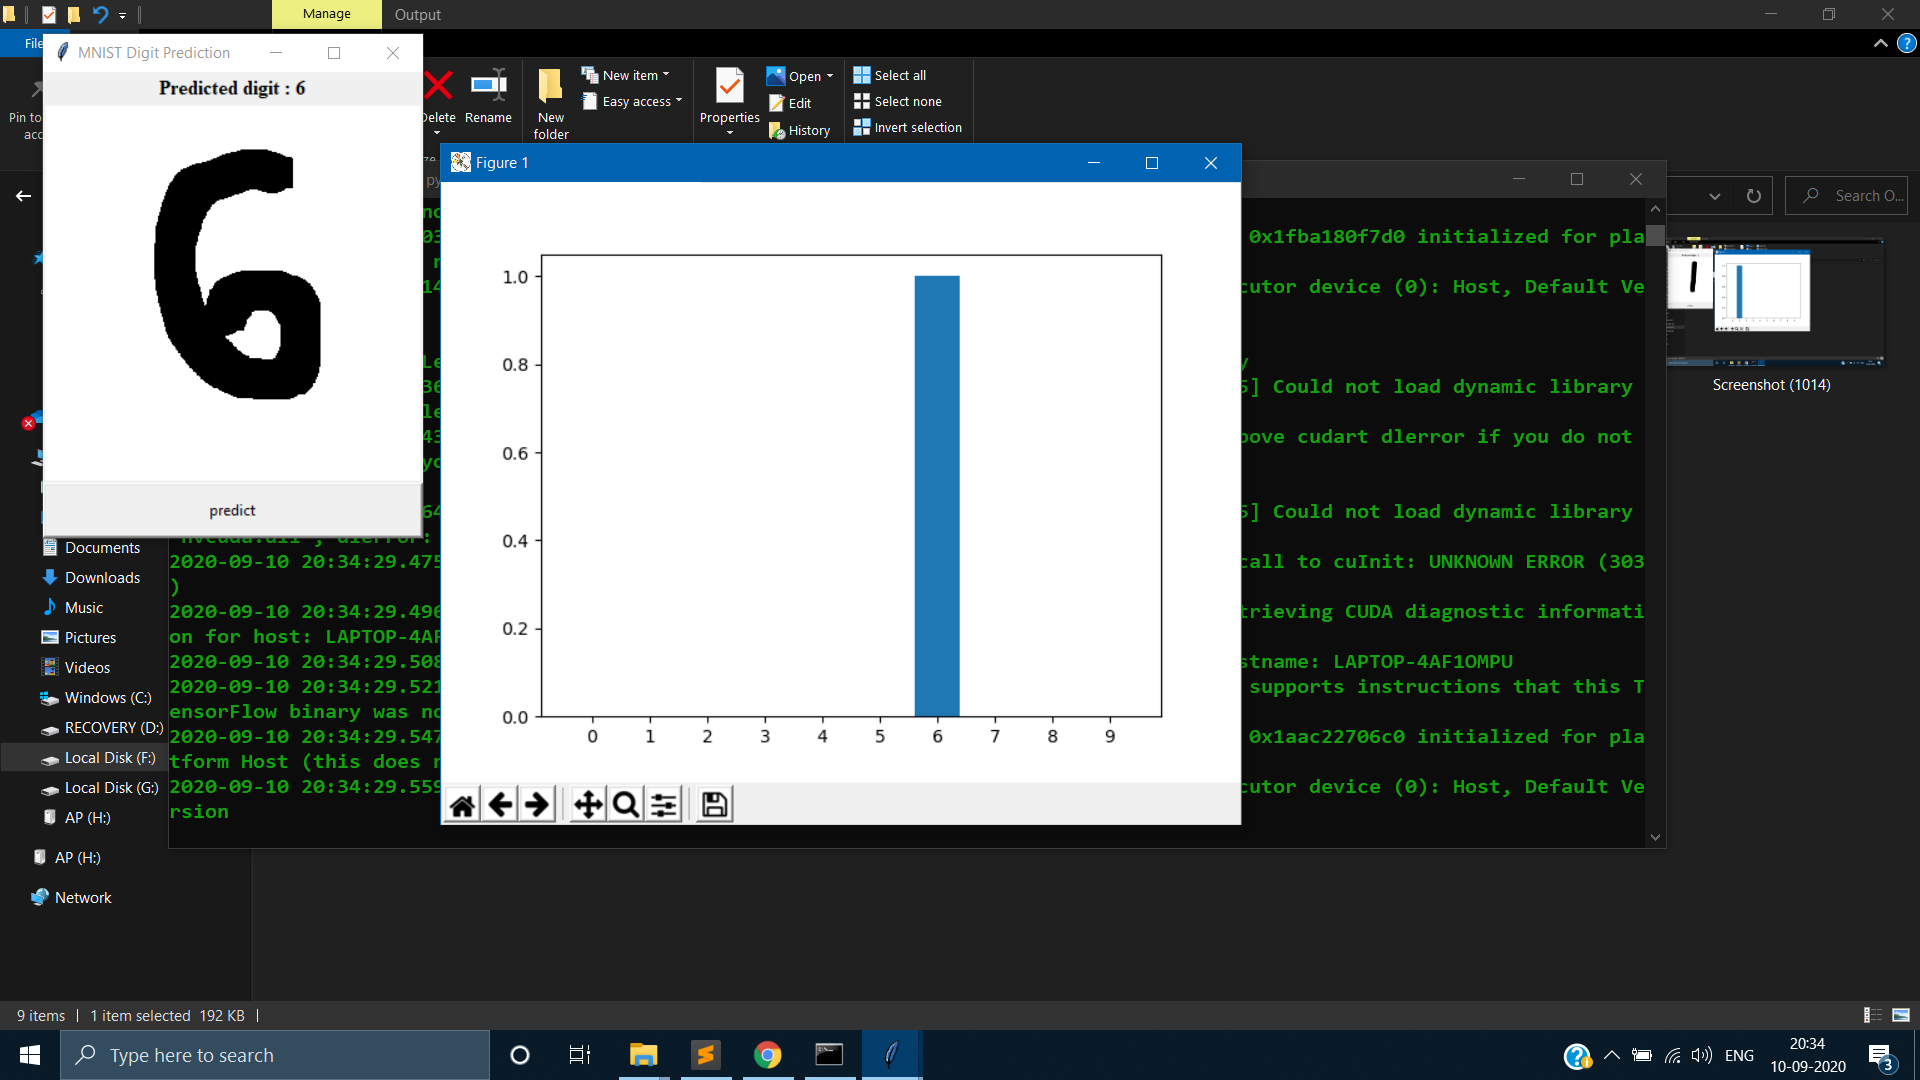 Manage
Output
File
MNIST Digit Prediction
Predicted digit : 6
6
predict
Pin to
Delete
Rename
New
folder
New item
Easy access
Properties
Open
Edit
History
Select all
Select none
Invert selection
Search O...
Screenshot (1014)
Figure 1
1.0
0.8
0.6
0.4
0.2
0.0
0 1 2 3 4 5 6 7 8 9
0x1fba180f7d0 initialized for pla
cutor device (0): Host, Default Ve
] Could not load dynamic library
ove cudart dlerror if you do not
] Could not load dynamic library
2020-09-10 20:34:29.475
call to cuInit: UNKNOWN ERROR (303
)
2020-09-10 20:34:29.496
trieving CUDA diagnostic informati
on for host: LAPTOP-4AF
2020-09-10 20:34:29.508
stname: LAPTOP-4AF1OMPU
2020-09-10 20:34:29.521
supports instructions that this T
ensorFlow binary was no
2020-09-10 20:34:29.547
0x1aac22706c0 initialized for pla
tform Host (this does
2020-09-10 20:34:29.559
cutor device (0): Host, Default Ve
rsion
Documents
Downloads
Music
Pictures
Videos
Windows (C:)
RECOVERY (D:)
Local Disk (F:)
Local Disk (G:)
AP (H:)
AP (H:)
Network
9 items
1 item selected 192 KB
Type here to search
ENG
20:34
10-09-2020
3